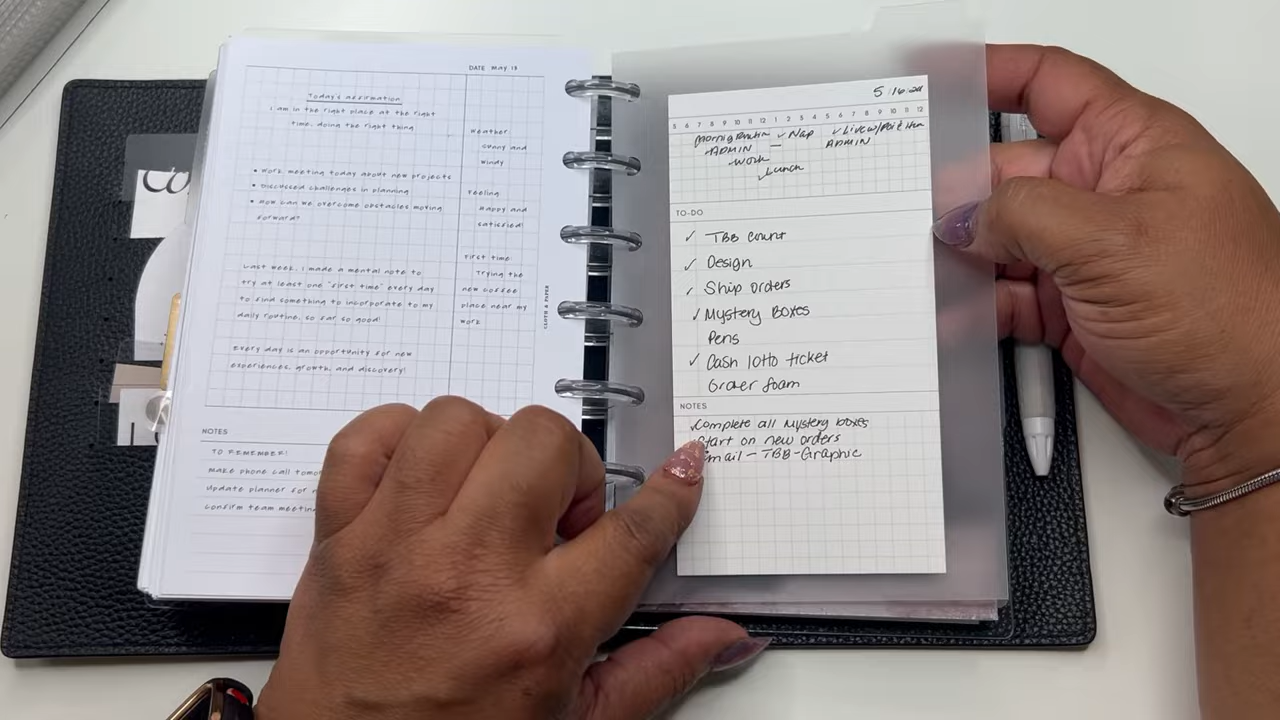 DATE May 13
Today's affirmation
I am in the right place at the right
time, doing the right thing
Weather:
Sunny and
windy
• Work meeting today about new projects
• Discussed challenges in planning
• How can we overcome obstacles moving
forward?
Feeling
Happy and
satisfied!
Last week, I made a mental note to
try at least one "first time" every day
to find something to incorporate to my
daily routine. So far so good!
First time:
Trying the
new coffee
place near my
work
Every day is an opportunity for new
experiences, growth, and discovery!
CLOTH & PAPER
NOTES
TO REMEMBER!
Make phone call
Update planner for
Confirm team
5/16
5 6 7 8 9 10 11 12 1 2 3 4 5 6 7 8 9 10 11 12
✓ Nap
ADMIN
ADMIN
Work
Lunch
TO-DO
✓ TBB Count
✓ Design
✓ Ship orders
✓ Mystery Boxes
Pens
✓ Cash lotto ticket
foam
NOTES
✓ Complete all Mystery boxes
Start on new orders
Email - TBB-Graphic